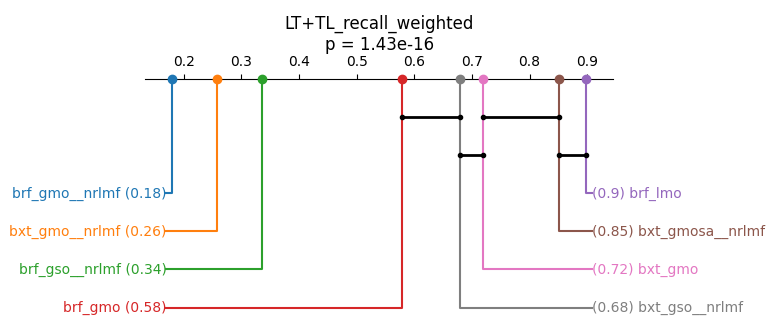 LT+TL_recall_weighted
p = 1.43e-16
0.2 0.3 0.4 0.5 0.6 0.7 0.8 0.9
brf_gmo__nrlmf (0.18)
(0.9) brf_lmo
bxt_gmo__nrlmf (0.26)
(0.85) bxt_gmosa__nrlmf
brf_gso__nrlmf (0.34)
(0.72) bxt_gmo
brf_gmo (0.58)
(0.68) bxt_gso__nrlmf